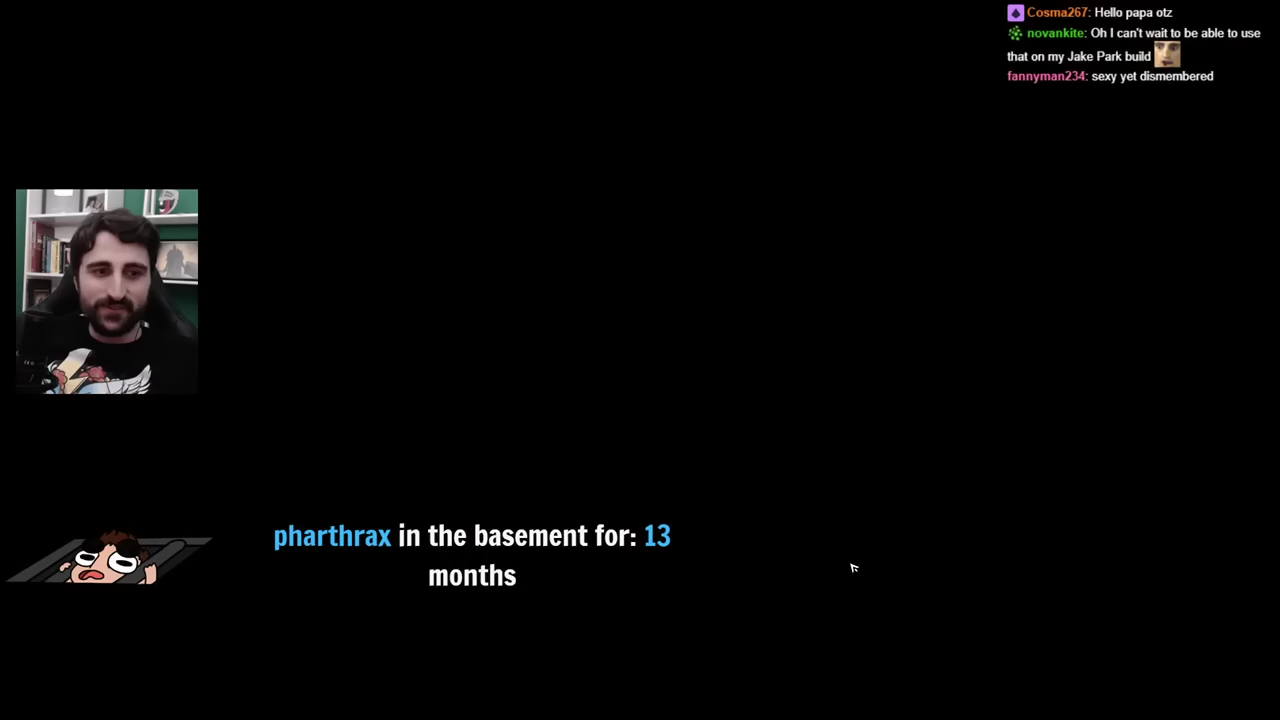 Cosma267: Hello papa otz
novankite: Oh I can't wait to be able to use
that on my Jake Park build
fannyman234: sexy yet dismembered
pharthrax in the basement for: 13
months